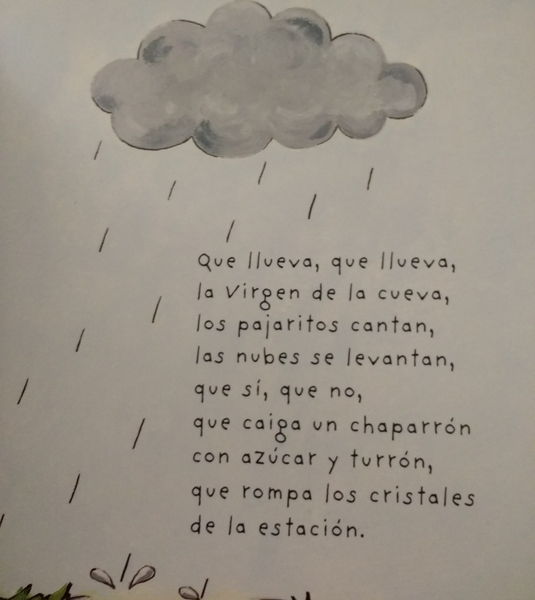 Que llueva, que llueva,
la Virgen de la cueva,
los pajaritos cantan,
las nubes se levantan,
que sí, que no,
que caiga un chaparrón
con azúcar y turrón,
que rompa los cristales
de la estación.